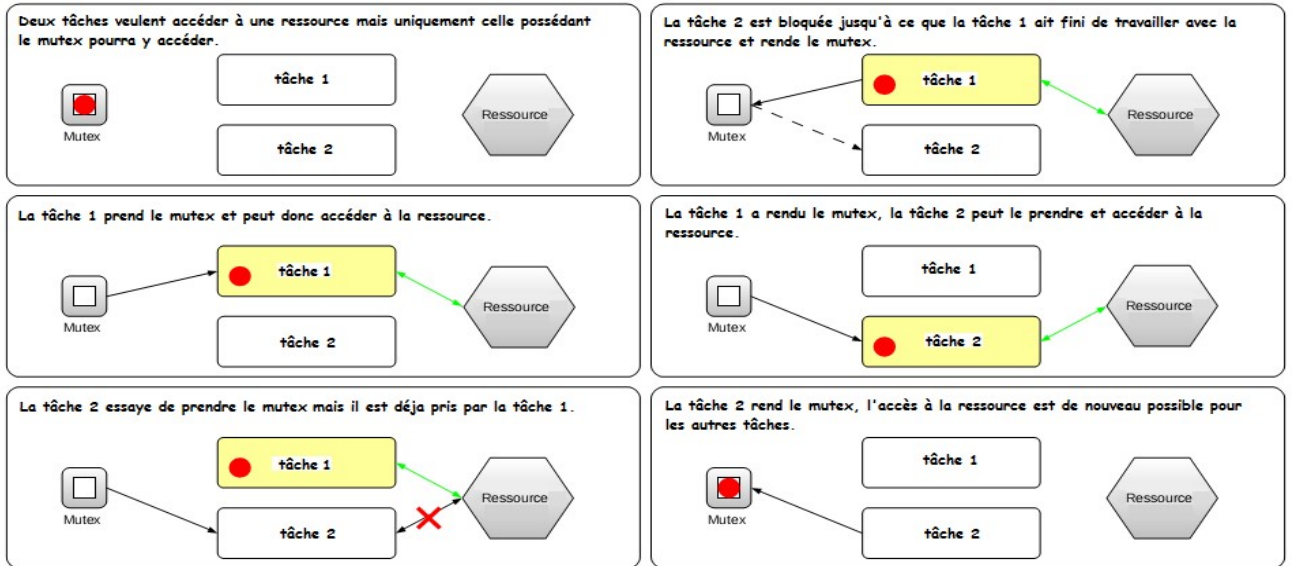 Deux tâches veulent accéder à une ressource mais uniquement celle possédant
le mutex pourra y accéder.
tâche 1
Ressource
Mutex
tâche 2
La tâche 1 prend le mutex et peut donc accéder à la ressource.
tâche 1
Ressource
Mutex
tâche 2
La tâche 2 essaye de prendre le mutex mais il est déja pris par la tâche 1.
tâche 1
Ressource
Mutex
tâche 2
La tâche 2 est bloquée jusqu'à ce que la tâche 1 ait fini de travailler avec la
ressource et rende le mutex.
tâche 1
Ressource
Mutex
tâche 2
La tâche 1 a rendu le mutex, la tâche 2 peut le prendre et accéder à la
ressource.
tâche 1
Ressource
Mutex
tâche 2
La tâche 2 rend le mutex, l'accès à la ressource est de nouveau possible pour
les autres tâches.
tâche 1
Ressource
Mutex
tâche 2